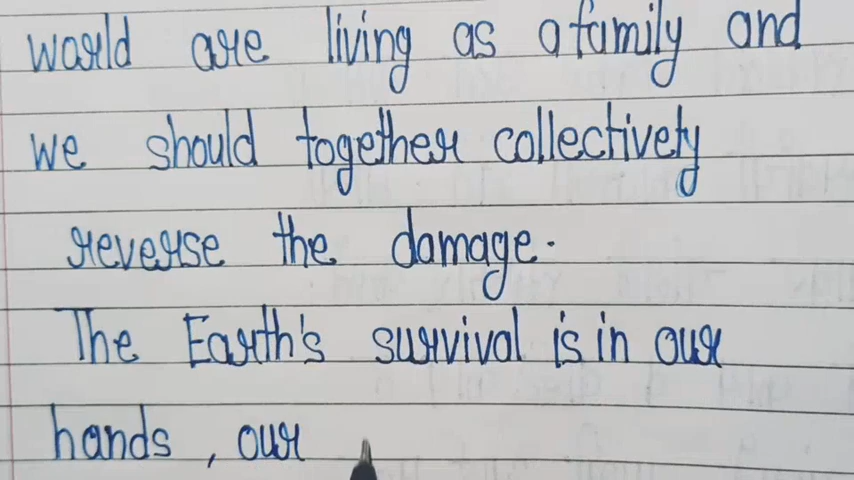 world are living as a family and
we should together collectively
reverse the damage.
The Earth's survival is in our
hands, our